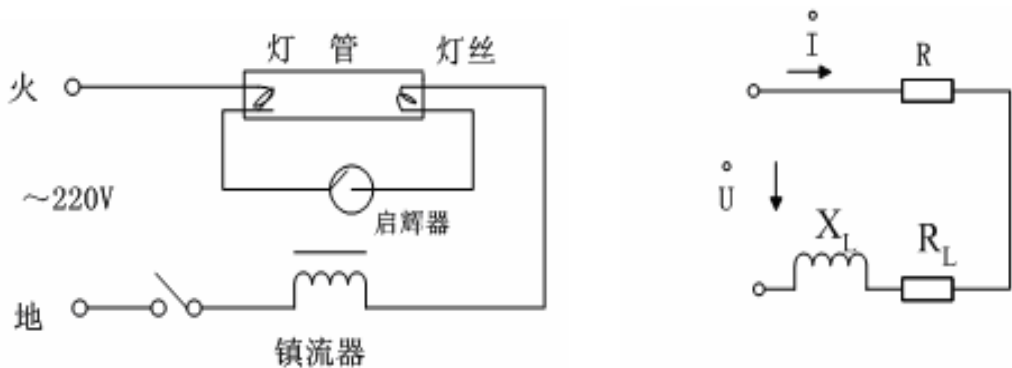 灯 管 灯丝
火
~220V
启辉器
地
镇流器
İ
R
U̇
X_L
R_L